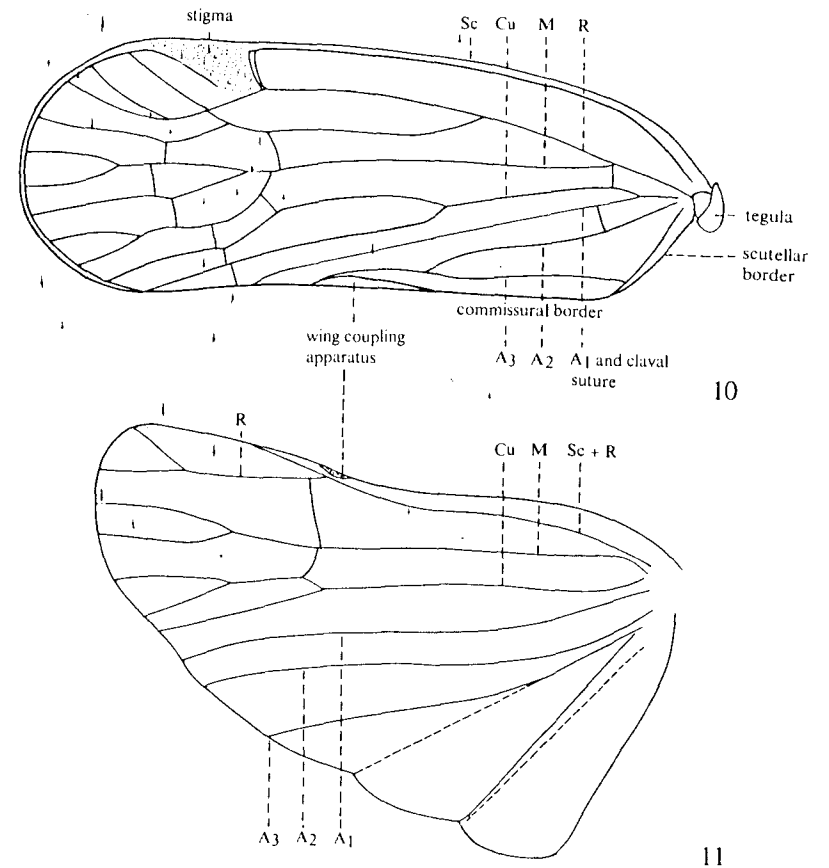 stigma
Sc Cu M R
tegula
scutellar
border
commissural border
wing coupling
apparatus
A3 A2 A1 and claval
suture
10
R
Cu M Sc + R
A3 A2 A1
11